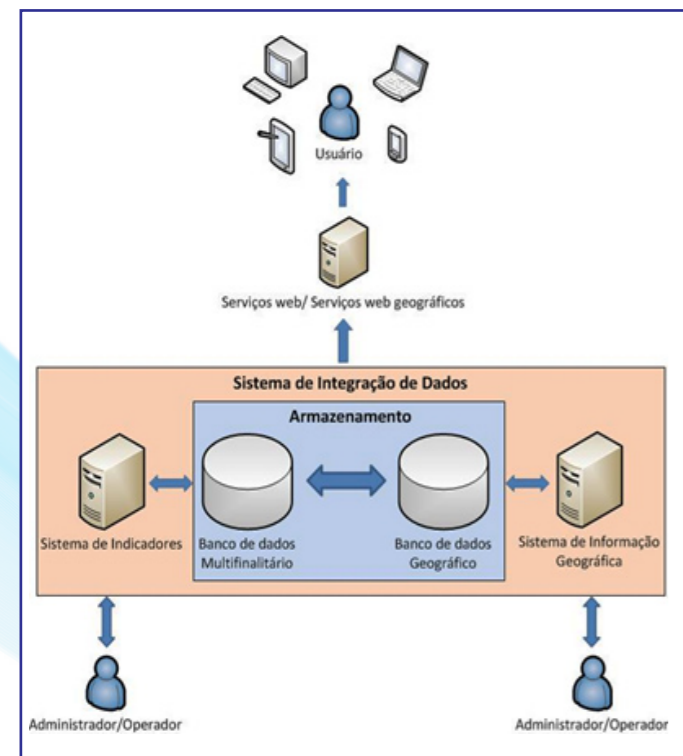 Usuário
Serviços web/ Serviços web geográficos
Sistema de Integração de Dados
Armazenamento
Sistema de Indicadores
Banco de dados
Multifinalitário
Banco de dados
Geográfico
Sistema de Informação
Geográfica
Administrador/Operador
Administrador/Operador